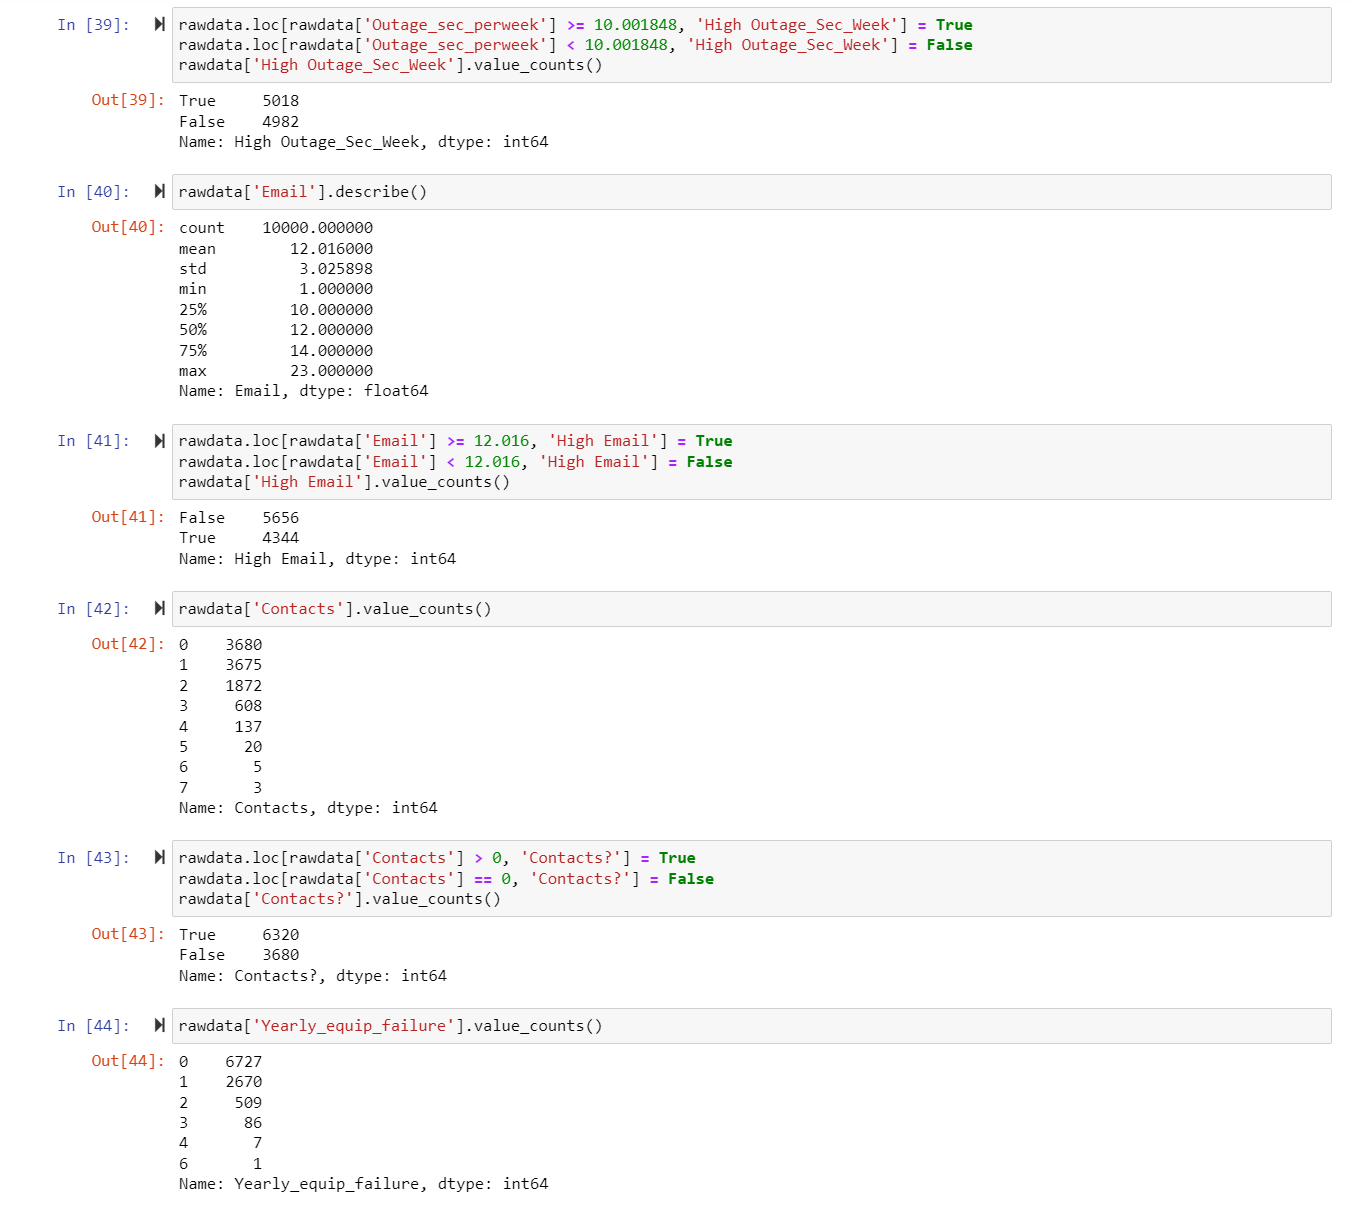 In [39]: rawdata.loc[rawdata['Outage_sec_perweek'] >= 10.001848, 'High Outage_Sec_Week'] = True
rawdata.loc[rawdata['Outage_sec_perweek'] < 10.001848, 'High Outage_Sec_Week'] = False
rawdata['High Outage_Sec_Week'].value_counts()
Out[39]: True     5018
False    4982
Name: High Outage_Sec_Week, dtype: int64
In [40]: rawdata['Email'].describe()
Out[40]: count    10000.000000
mean        12.016000
std          3.025898
min          1.000000
25%         10.000000
50%         12.000000
75%         14.000000
max         23.000000
Name: Email, dtype: float64
In [41]: rawdata.loc[rawdata['Email'] >= 12.016, 'High Email'] = True
rawdata.loc[rawdata['Email'] < 12.016, 'High Email'] = False
rawdata['High Email'].value_counts()
Out[41]: False    5656
True     4344
Name: High Email, dtype: int64
In [42]: rawdata['Contacts'].value_counts()
Out[42]: 0    3680
1    3675
2    1872
3     608
4     137
5      20
6       5
7       3
Name: Contacts, dtype: int64
In [43]: rawdata.loc[rawdata['Contacts'] > 0, 'Contacts?'] = True
rawdata.loc[rawdata['Contacts'] == 0, 'Contacts?'] = False
rawdata['Contacts?'].value_counts()
Out[43]: True     6320
False    3680
Name: Contacts?, dtype: int64
In [44]: rawdata['Yearly_equip_failure'].value_counts()
Out[44]: 0    6727
1    2670
2     509
3      86
4       7
6       1
Name: Yearly_equip_failure, dtype: int64